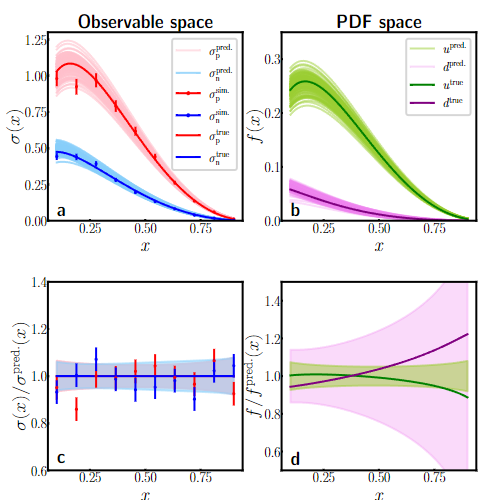 Observable space
PDF space
σ(x)
1.25
1.00
0.75
0.50
0.25
0.00
σ_p^pred.
σ_n^pred.
σ_p^sim.
σ_n^sim.
σ_p^true
σ_n^true
a
0.25 0.50 0.75
x
f(x)
0.3
0.2
0.1
0.0
u^pred.
d^pred.
u^true
d^true
b
0.25 0.50 0.75
x
σ(x)/σ^pred.(x)
1.4
1.2
1.0
0.8
0.6
c
0.25 0.50 0.75
x
f/f^pred.(x)
1.4
1.2
1.0
0.8
0.6
d
0.25 0.50 0.75
x